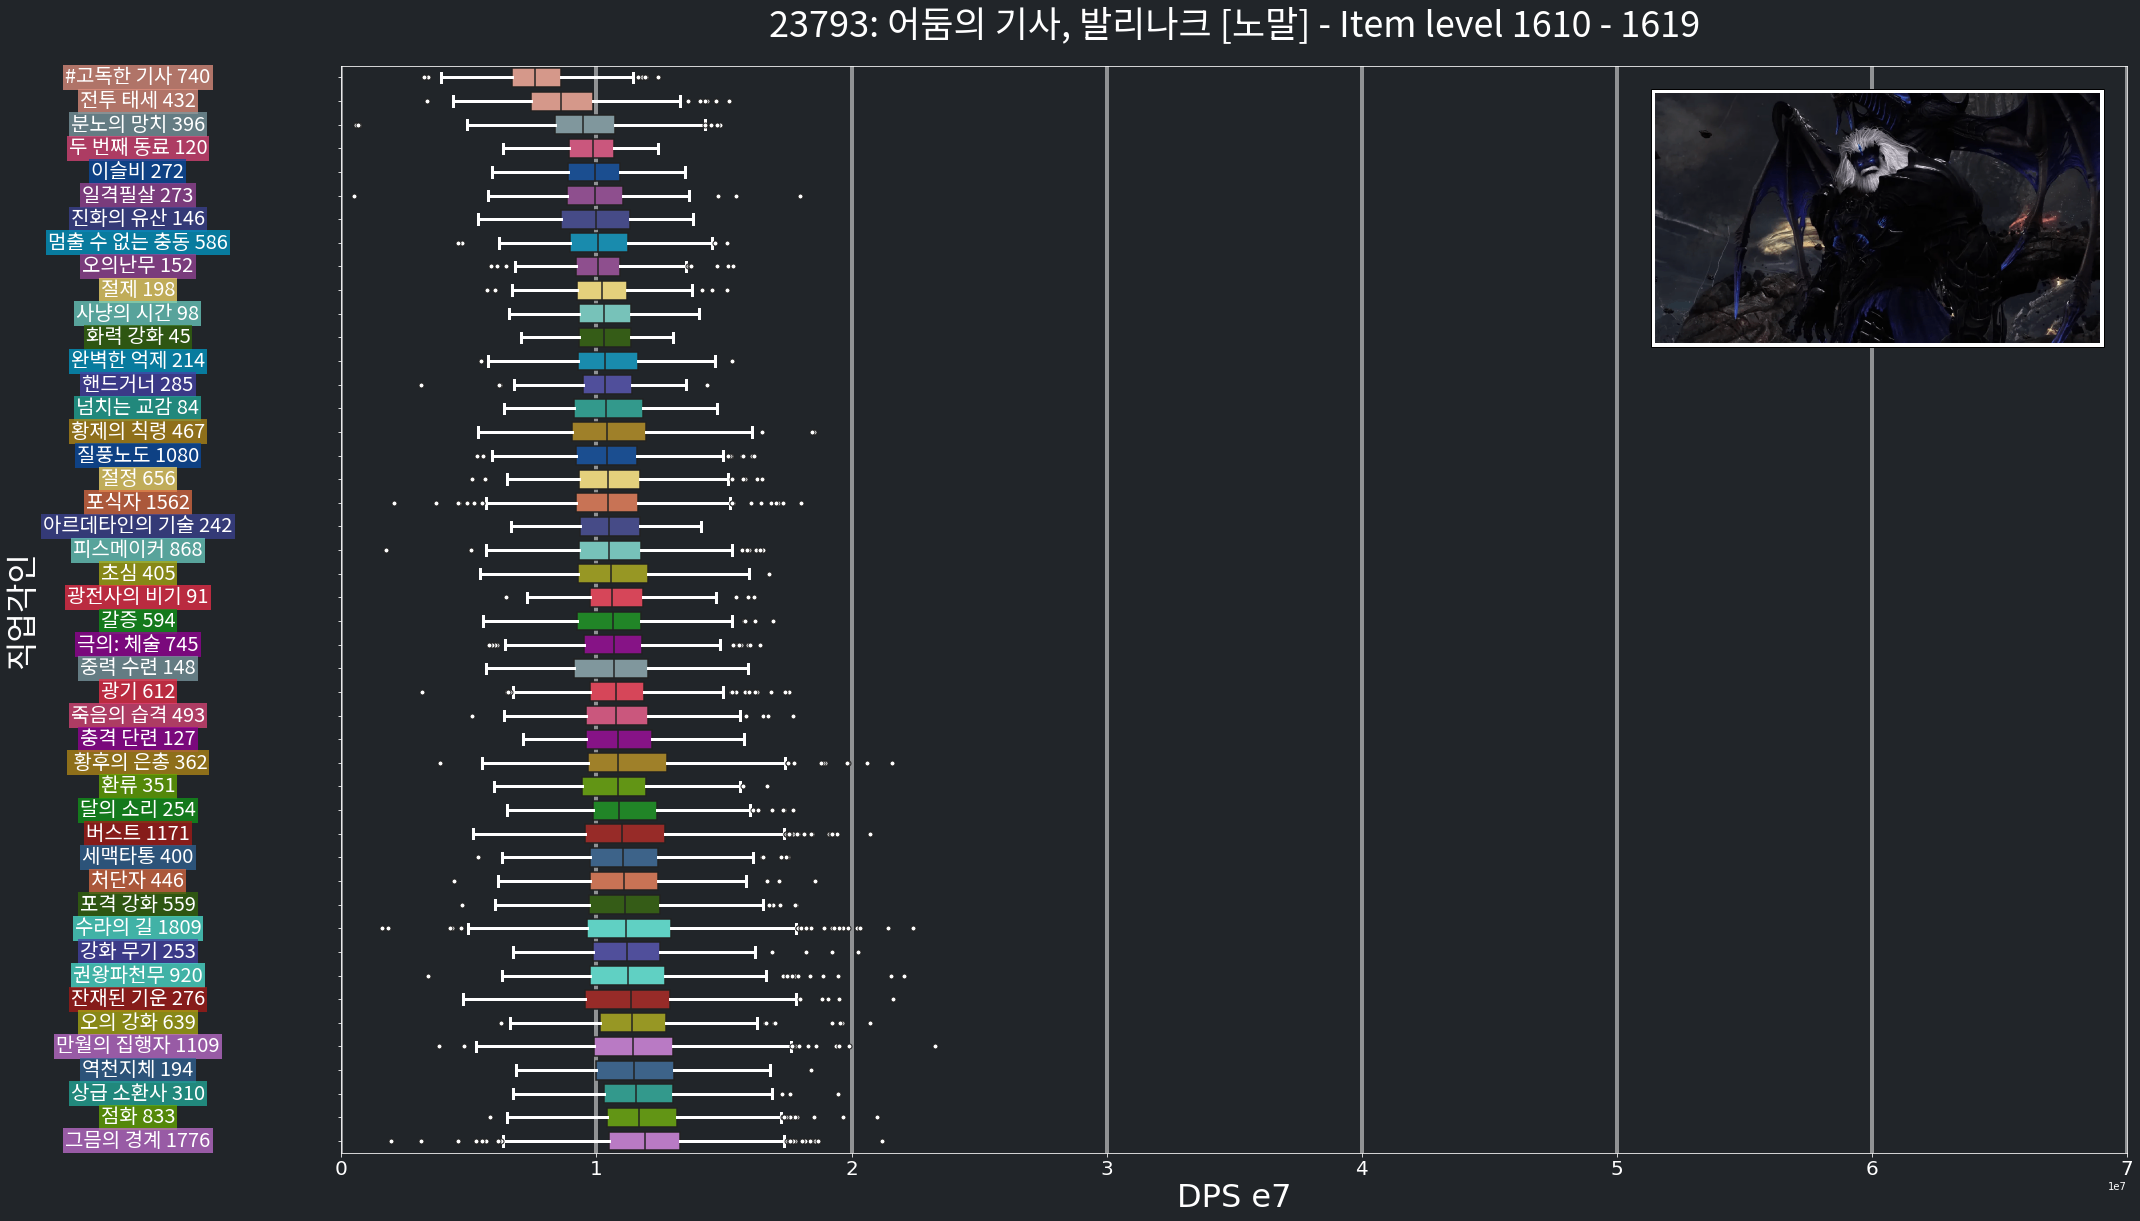 23793: 어둠의 기사, 발리나크 [노말] - Item level 1610 - 1619
#고독한 기사 740
전투 태세 432
분노의 망치 396
두 번째 동료 120
이슬비 272
일격필살 273
진화의 유산 146
멈출 수 없는 충동 586
오의난무 152
절제 198
사냥의 시간 98
화력 강화 45
완벽한 억제 214
핸드거너 285
넘치는 교감 84
황제의 칙령 467
질풍노도 1080
절정 656
포식자 1562
아르데타인의 기술 242
피스메이커 868
초심 405
광전사의 비기 91
갈증 594
극의: 체술 745
중력 수련 148
광기 612
죽음의 습격 493
충격 단련 127
황후의 은총 362
환류 351
달의 소리 254
버스트 1171
세맥타통 400
처단자 446
포격 강화 559
수라의 길 1809
강화 무기 253
권왕파천무 920
잔재된 기운 276
오의 강화 639
만월의 집행자 1109
역천지체 194
상급 소환사 310
점화 833
그믐의 경계 1776
직업각인
0 1 2 3 4 5 6 7
DPS e7
1e7